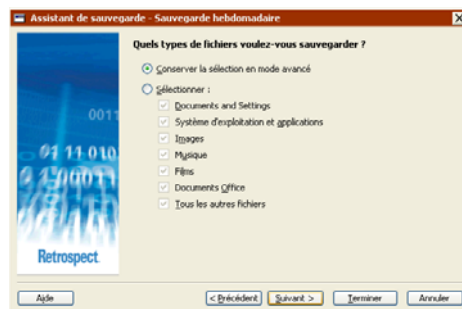 Assistant de sauvegarde - Sauvegarde hebdomadaire
Quels types de fichiers voulez-vous sauvegarder ?
Conserver la sélection en mode avancé
Sélectionner :
Documents and Settings
Système d'exploitation et applications
Images
Musique
Films
Documents Office
Tous les autres fichiers
Retrospect
Aide
< Précédent
Suivant >
Terminer
Annuler